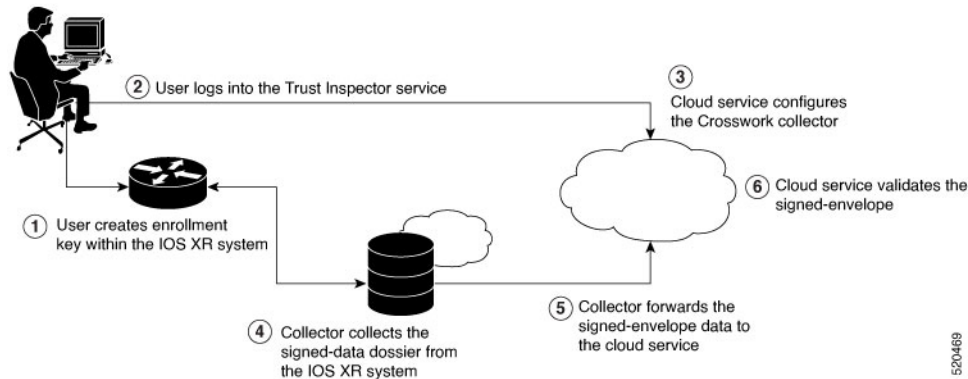 2 User logs into the Trust Inspector service
3
Cloud service configures
the Crosswork collector
1 User creates enrollment
key within the IOS XR system
6 Cloud service validates the
signed-envelope
4 Collector collects the
signed-data dossier from
the IOS XR system
5 Collector forwards the
signed-envelope data to
the cloud service
520469